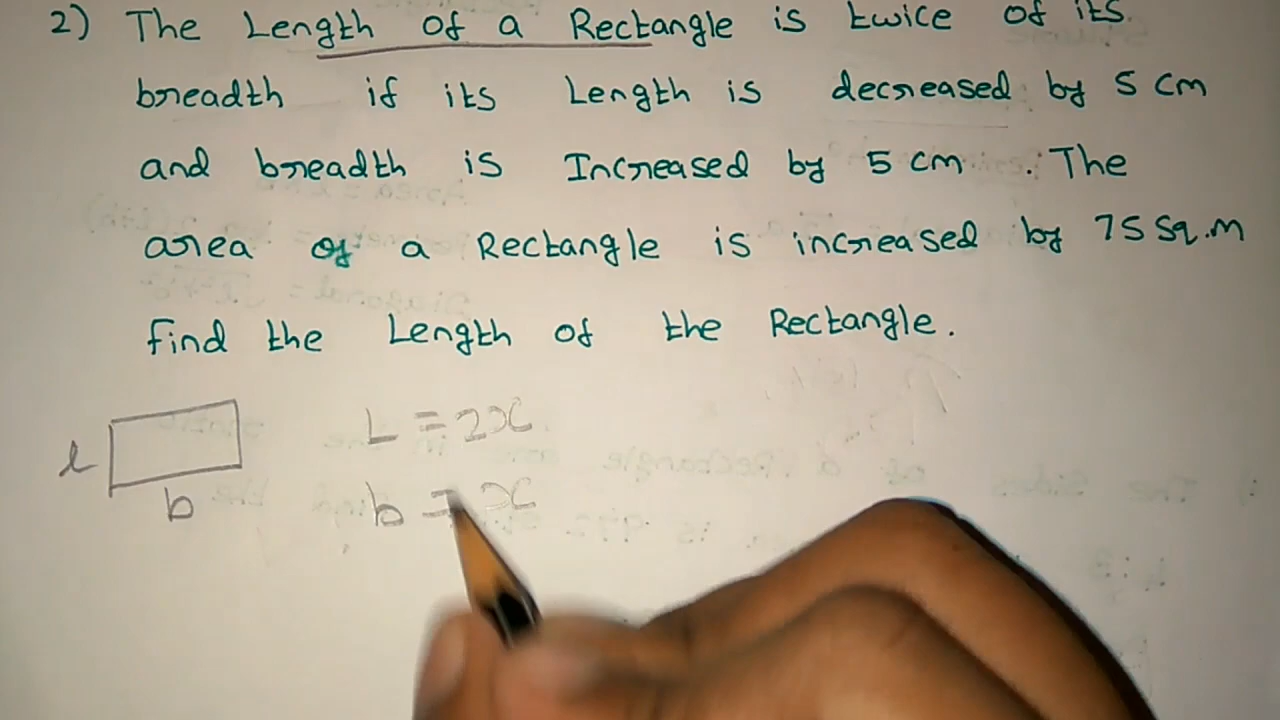 2) The Length of a Rectangle is twice of its
breadth if its Length is decreased by 5 cm
and breadth is Increased by 5 cm. The
area of a Rectangle is increased by 75 Sq.m
find the Length of the Rectangle.
L = 2x
l
b = x
b